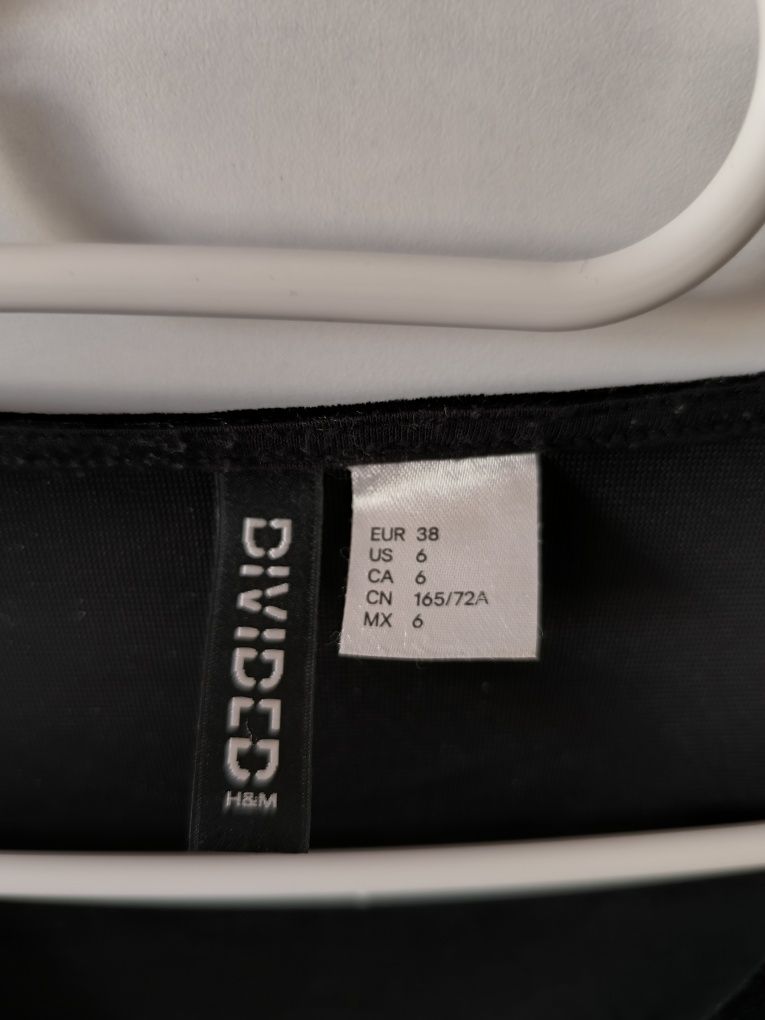 DIVIDED
H&M
EUR 38
US 6
CA 6
CN 165/72A
MX 6